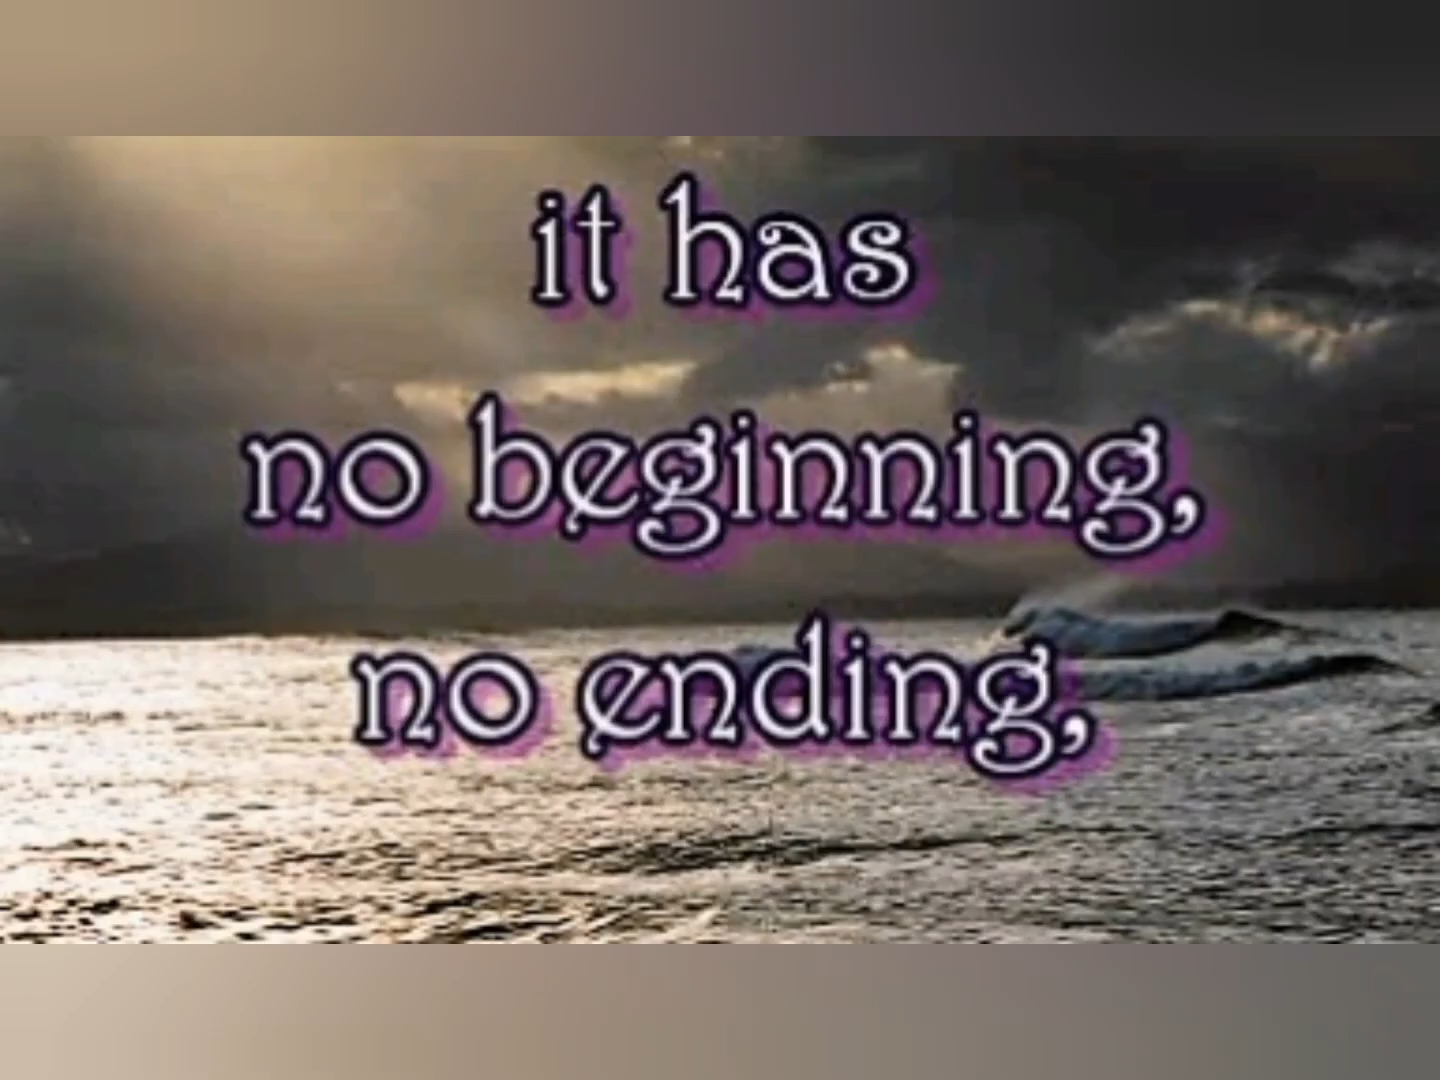 it has
no beginning,
no ending,